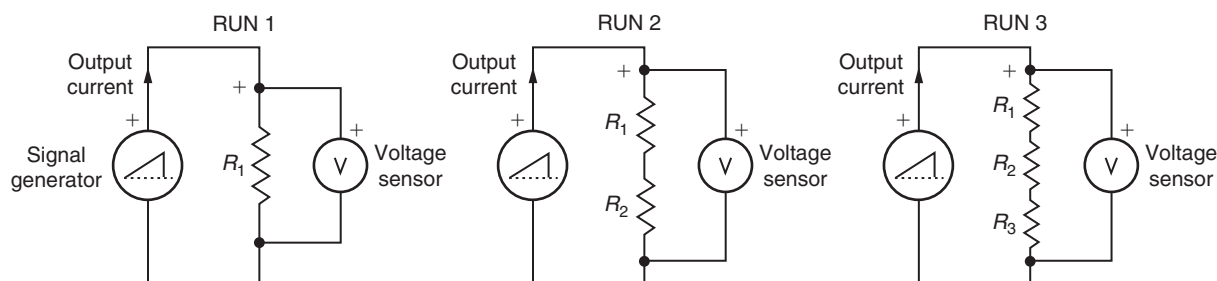 RUN 1
Output
current
+
+
+
Signal
generator
R1
V
Voltage
sensor
RUN 2
Output
current
+
+
+
R1
R2
V
Voltage
sensor
RUN 3
Output
current
+
+
+
R1
R2
R3
V
Voltage
sensor